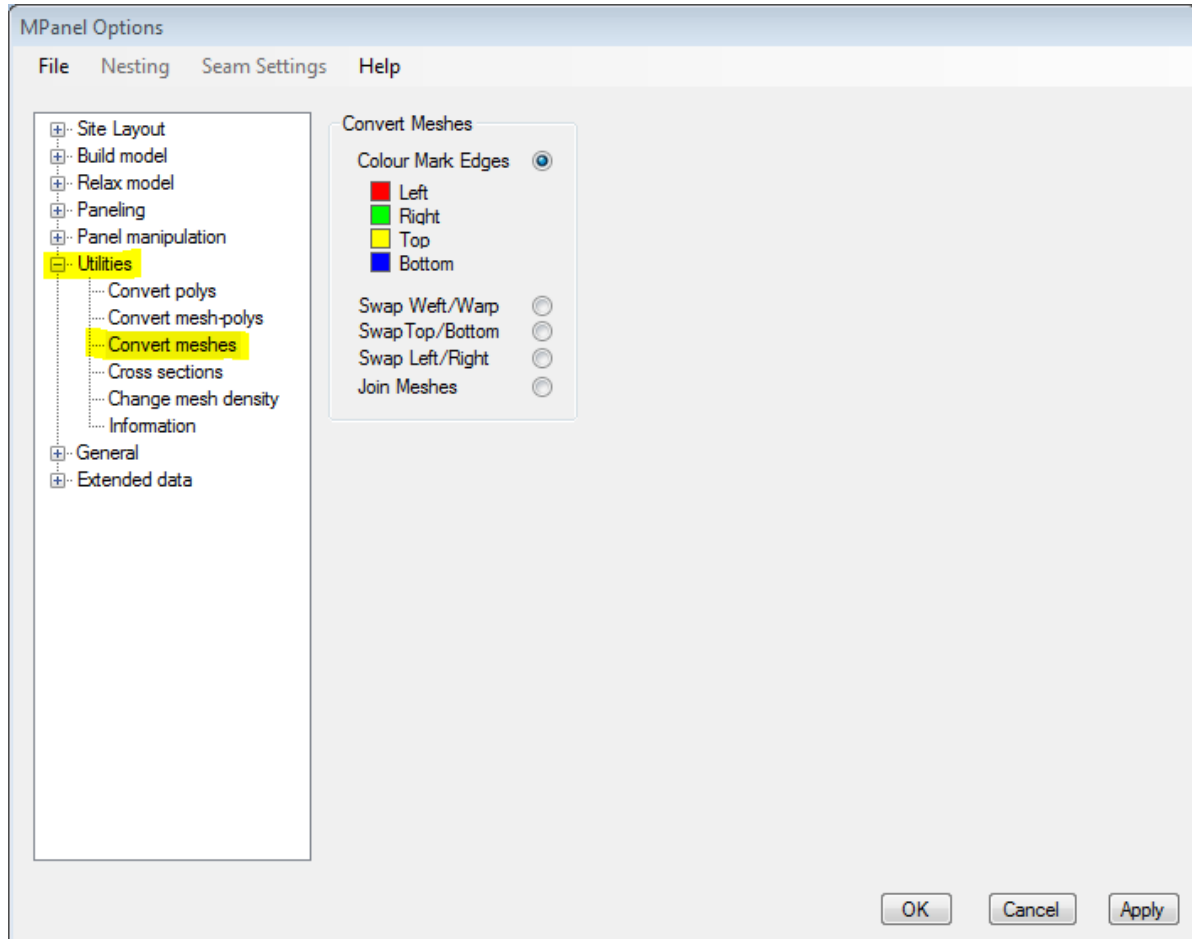 MPanel Options
File Nesting Seam Settings Help
Site Layout
Build model
Relax model
Paneling
Panel manipulation
Utilities
Convert polys
Convert mesh-polys
Convert meshes
Cross sections
Change mesh density
Information
General
Extended data
Convert Meshes
Colour Mark Edges
Left
Right
Top
Bottom
Swap Weft/Warp
SwapTop/Bottom
Swap Left/Right
Join Meshes
OK Cancel Apply